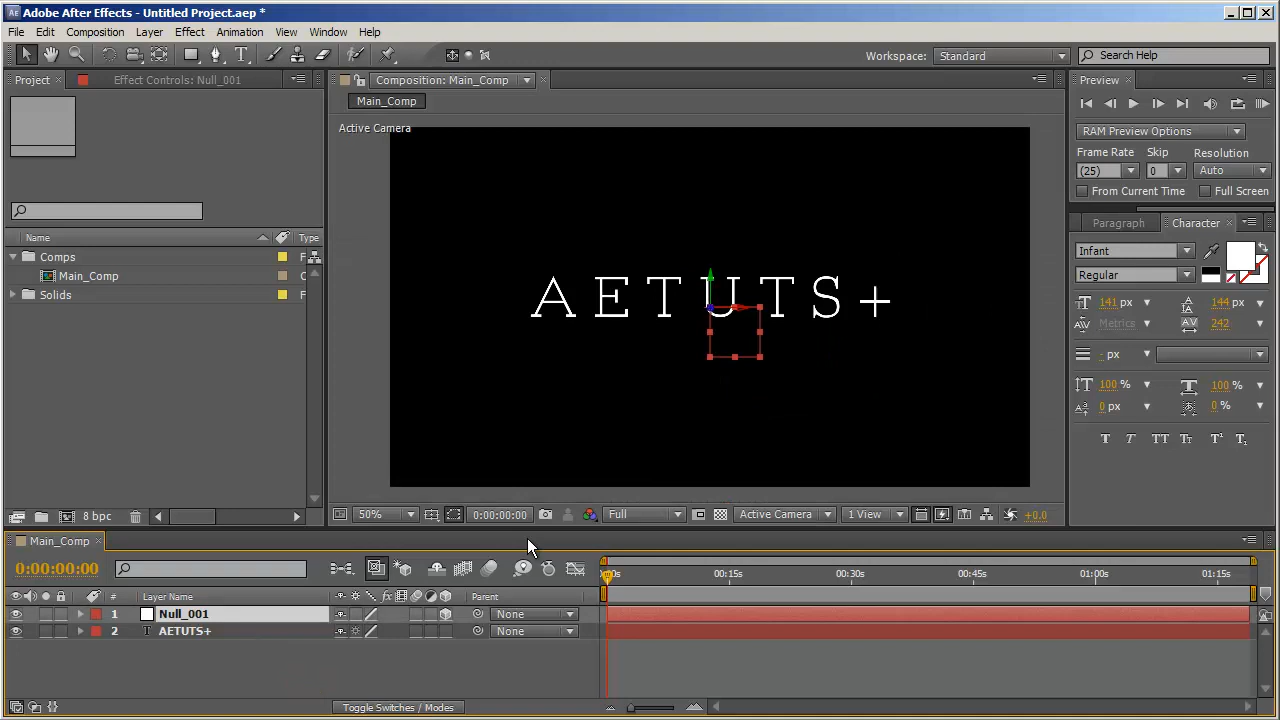 Adobe After Effects - Untitled Project.aep *
File Edit Composition Layer Effect Animation View Window Help
Workspace: Standard Search Help
Project Effect Controls: Null_001
Composition: Main_Comp
Main_Comp
Active Camera
AETUTS+
Name Type
Comps F
Main_Comp C
Solids F
8 bpc
50% 0:00:00:00 Full Active Camera 1 View +0.0
Preview
RAM Preview Options
Frame Rate Skip Resolution
(25) 0 Auto
From Current Time Full Screen
Paragraph Character
Infant
Regular
141 px 144 px
Metrics 242
- px
100 % 100 %
0 px 0 %
T T TT Tt T¹ T₁
Main_Comp
0:00:00:00
0s 00:15s 00:30s 00:45s 01:00s 01:15s
# Layer Name Parent
1 Null_001 None
2 T AETUTS+ None
Toggle Switches / Modes